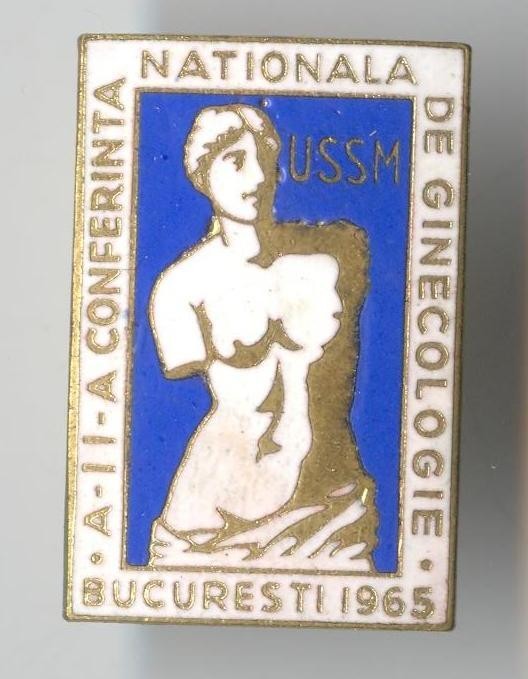 A-II-A CONFERINTA
NATIONALA
DE GINECOLOGIE
BUCURESTI 1965
USSM